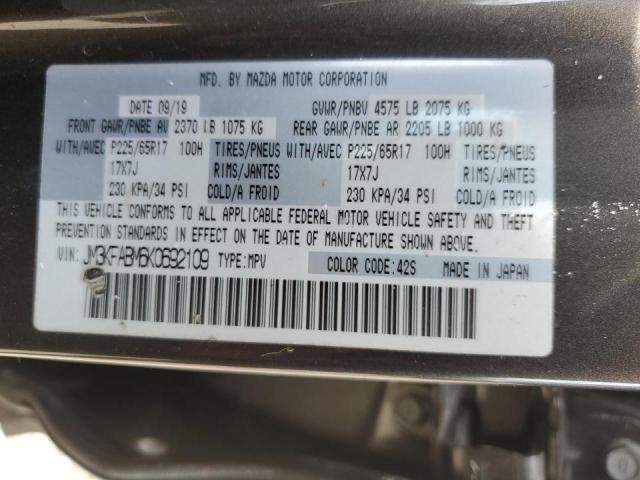 MFD. BY MAZDA MOTOR CORPORATION
DATE 09/19 GVWR/PNBV 4575 LB 2075 KG
FRONT GAWR/PNBE AV 2370 LB 1075 KG REAR GAWR/PNBE AR 2205 LB 1000 KG
WITH/AVEC P225/65R17 100H TIRES/PNEUS WITH/AVEC P225/65R17 100H TIRES/PNEUS
17X7J RIMS/JANTES 17X7J RIMS/JANTES
230 KPA/34 PSI COLD/A FROID 230 KPA/34 PSI COLD/A FROID
THIS VEHICLE CONFORMS TO ALL APPLICABLE FEDERAL MOTOR VEHICLE SAFETY AND THEFT
PREVENTION STANDARDS IN EFFECT ON THE DATE OF MANUFACTURE SHOWN ABOVE.
VIN: JM3KFABM6K0692109 TYPE:MPV COLOR CODE:42S MADE IN JAPAN